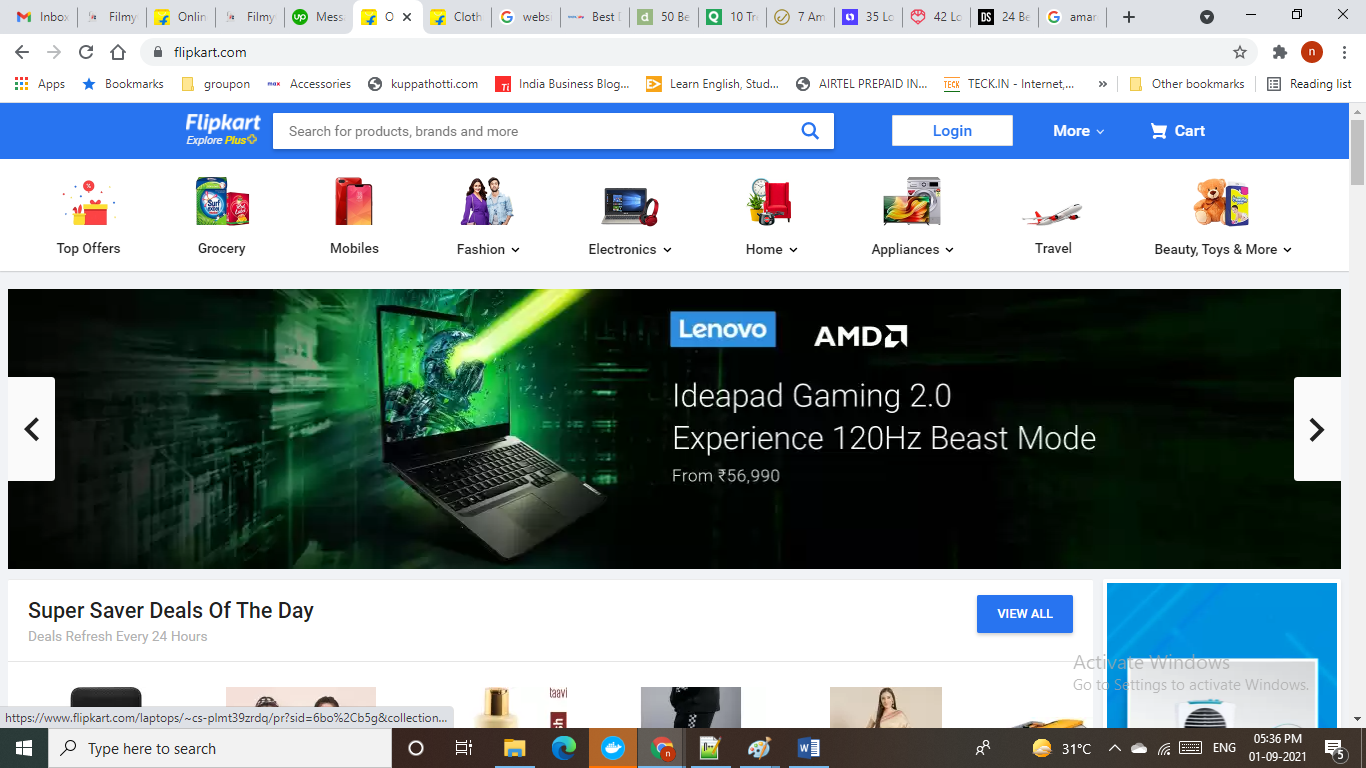 Inbox
Filmy
Onlin
Filmy
Mess
O
Cloth
webs
Best
50 Be
10 Tr
7 Am
35 Lo
42 Lo
24 Be
amar
flipkart.com
n
Apps
Bookmarks
groupon
max Accessories
kuppathotti.com
India Business Blog...
Learn English, Stud...
AIRTEL PREPAID IN...
TECK.IN - Internet,...
»
Other bookmarks
Reading list
Flipkart
Explore Plus
Search for products, brands and more
Login
More
Cart
Top Offers
Grocery
Mobiles
Fashion
Electronics
Home
Appliances
Travel
Beauty, Toys & More
Lenovo
AMD
Ideapad Gaming 2.0
Experience 120Hz Beast Mode
From ₹56,990
Super Saver Deals Of The Day
Deals Refresh Every 24 Hours
VIEW ALL
taavi
Activate Windows
Go to Settings to activate Windows.
https://www.flipkart.com/laptops/~cs-plmt39zrdq/pr?sid=6bo%2Cb5g&collection...
Type here to search
31°C
ENG
05:36 PM
01-09-2021
5